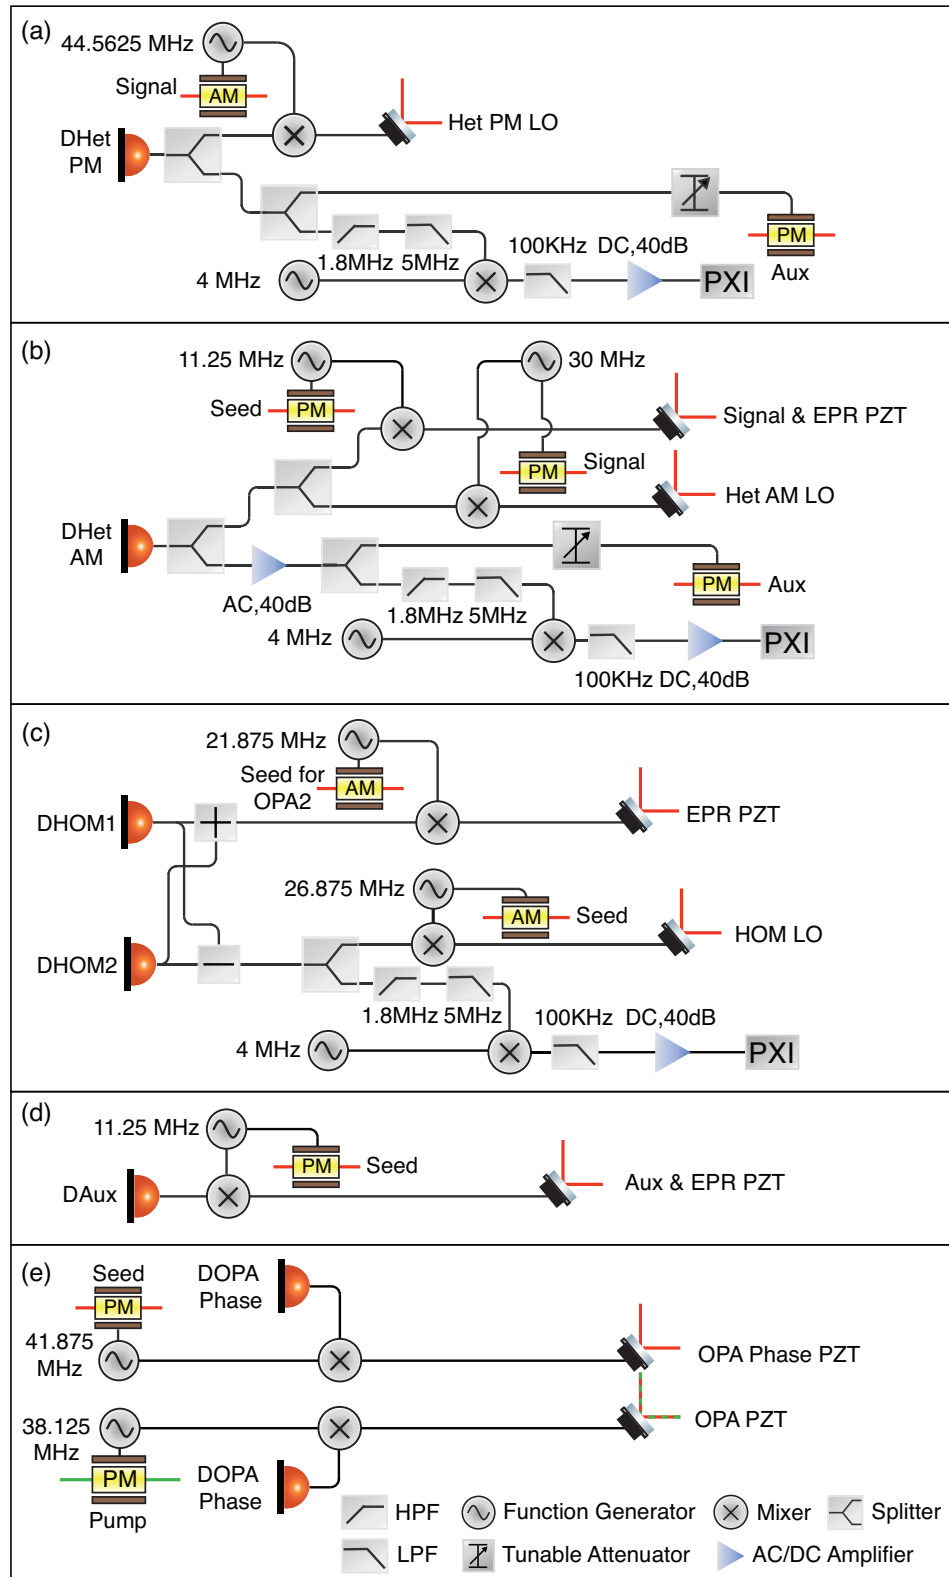 (a)
44.5625 MHz
Signal
AM
Het PM LO
DHet
PM
PM
Aux
1.8MHz 5MHz
100KHz DC,40dB
4 MHz
PXI
(b)
11.25 MHz
30 MHz
Seed
PM
Signal & EPR PZT
PM
Signal
Het AM LO
DHet
AM
AC,40dB
PM
Aux
1.8MHz 5MHz
4 MHz
PXI
100KHz DC,40dB
(c)
21.875 MHz
Seed for
OPA2
AM
DHOM1
EPR PZT
26.875 MHz
AM
Seed
HOM LO
DHOM2
1.8MHz 5MHz
100KHz DC,40dB
4 MHz
PXI
(d)
11.25 MHz
PM
Seed
DAux
Aux & EPR PZT
(e)
Seed
PM
DOPA
Phase
41.875
MHz
OPA Phase PZT
38.125
MHz
OPA PZT
PM
Pump
DOPA
Phase
HPF
Function Generator
Mixer
Splitter
LPF
Tunable Attenuator
AC/DC Amplifier